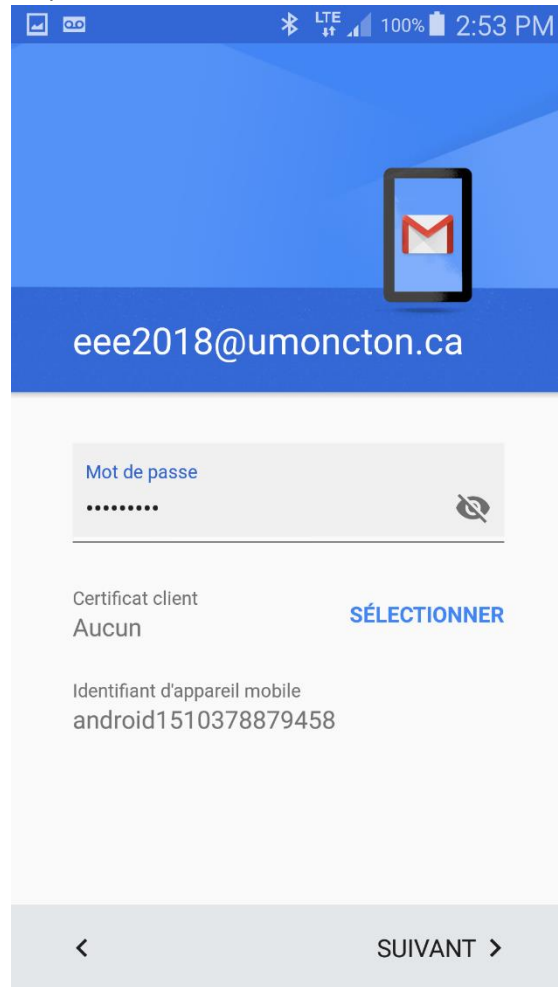 LTE 100% 2:53 PM
eee2018@umoncton.ca
Mot de passe
•••••••••
Certificat client
Aucun
SÉLECTIONNER
Identifiant d'appareil mobile
android1510378879458
SUIVANT